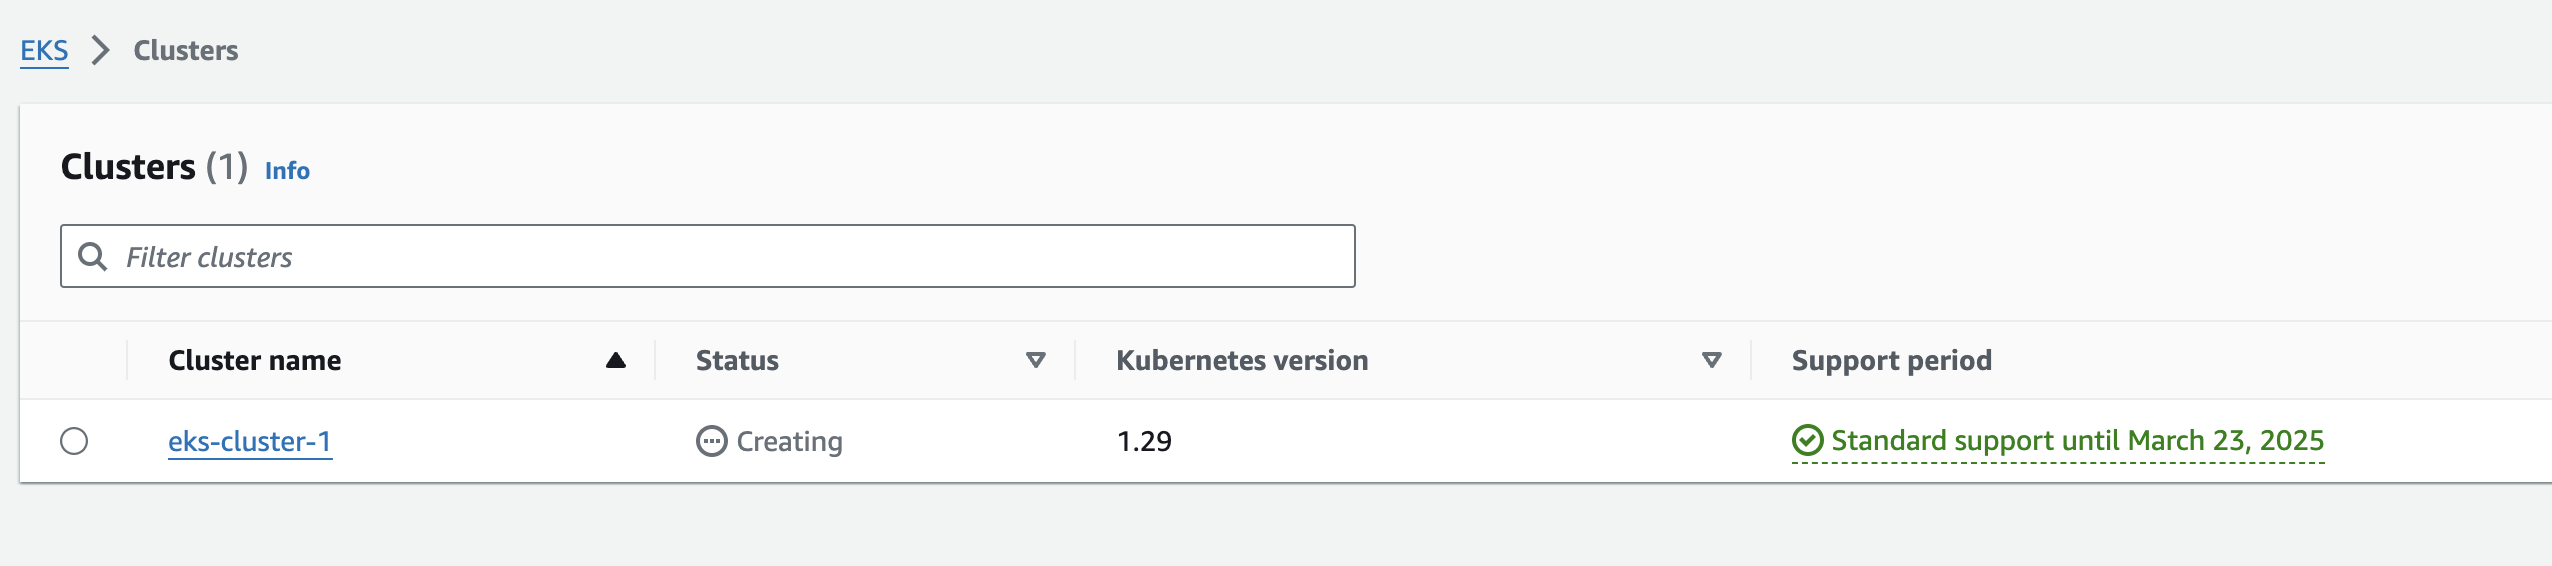 EKS > Clusters
Clusters (1) Info
Filter clusters
Cluster name Status Kubernetes version Support period
eks-cluster-1 Creating 1.29 Standard support until March 23, 2025